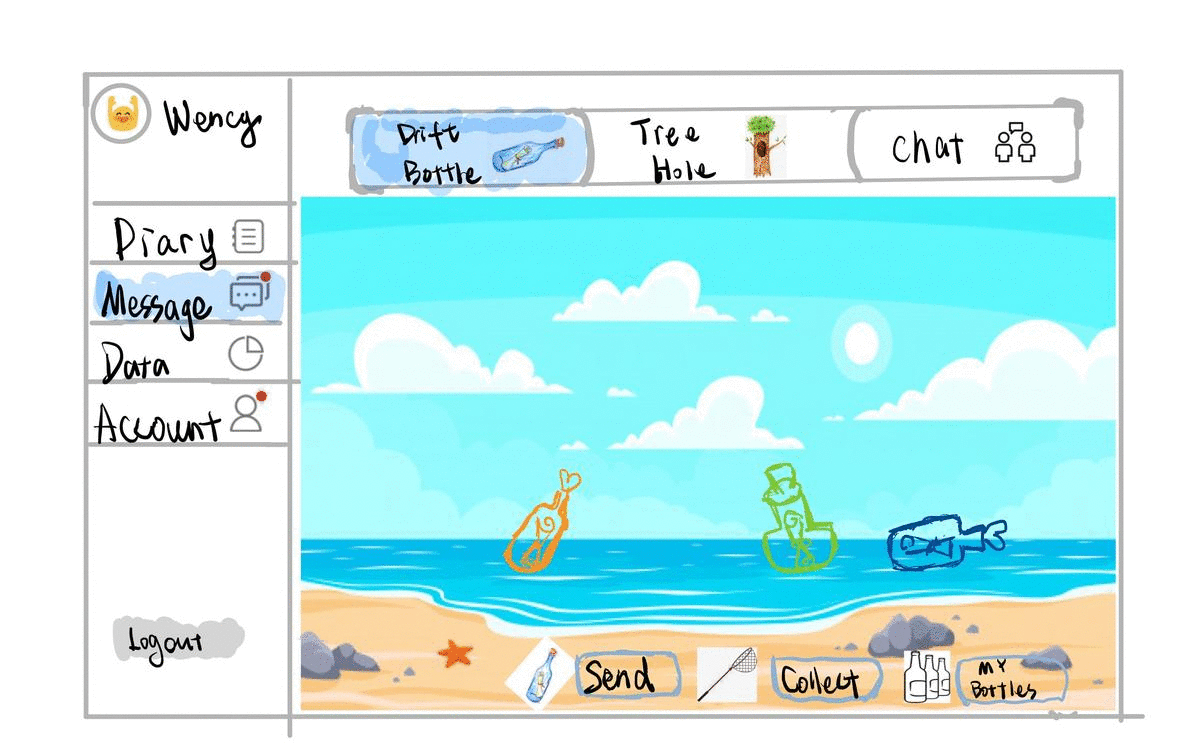 Wency
Drift
Bottle
Tree
Hole
chat
Diary
Message
Data
Account
Logout
Send
Collect
MY
Bottles